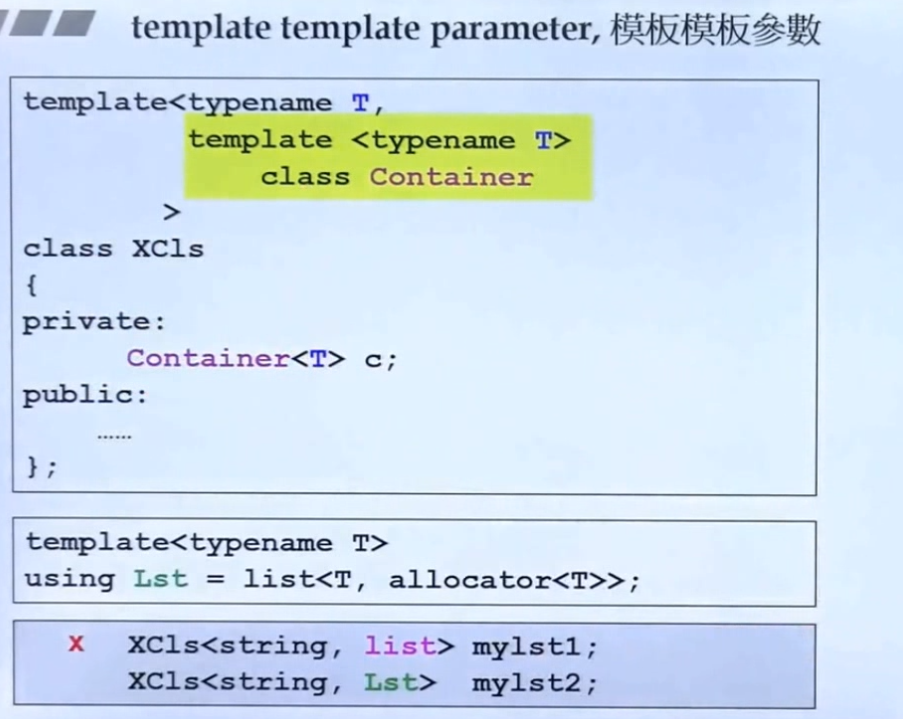 template template parameter, 模板模板參數
template<typename T,
template <typename T>
class Container
>
class XCls
{
private:
Container<T> c;
public:
......
};
template<typename T>
using Lst = list<T, allocator<T>>;
x XCls<string, list> mylst1;
XCls<string, Lst> mylst2;